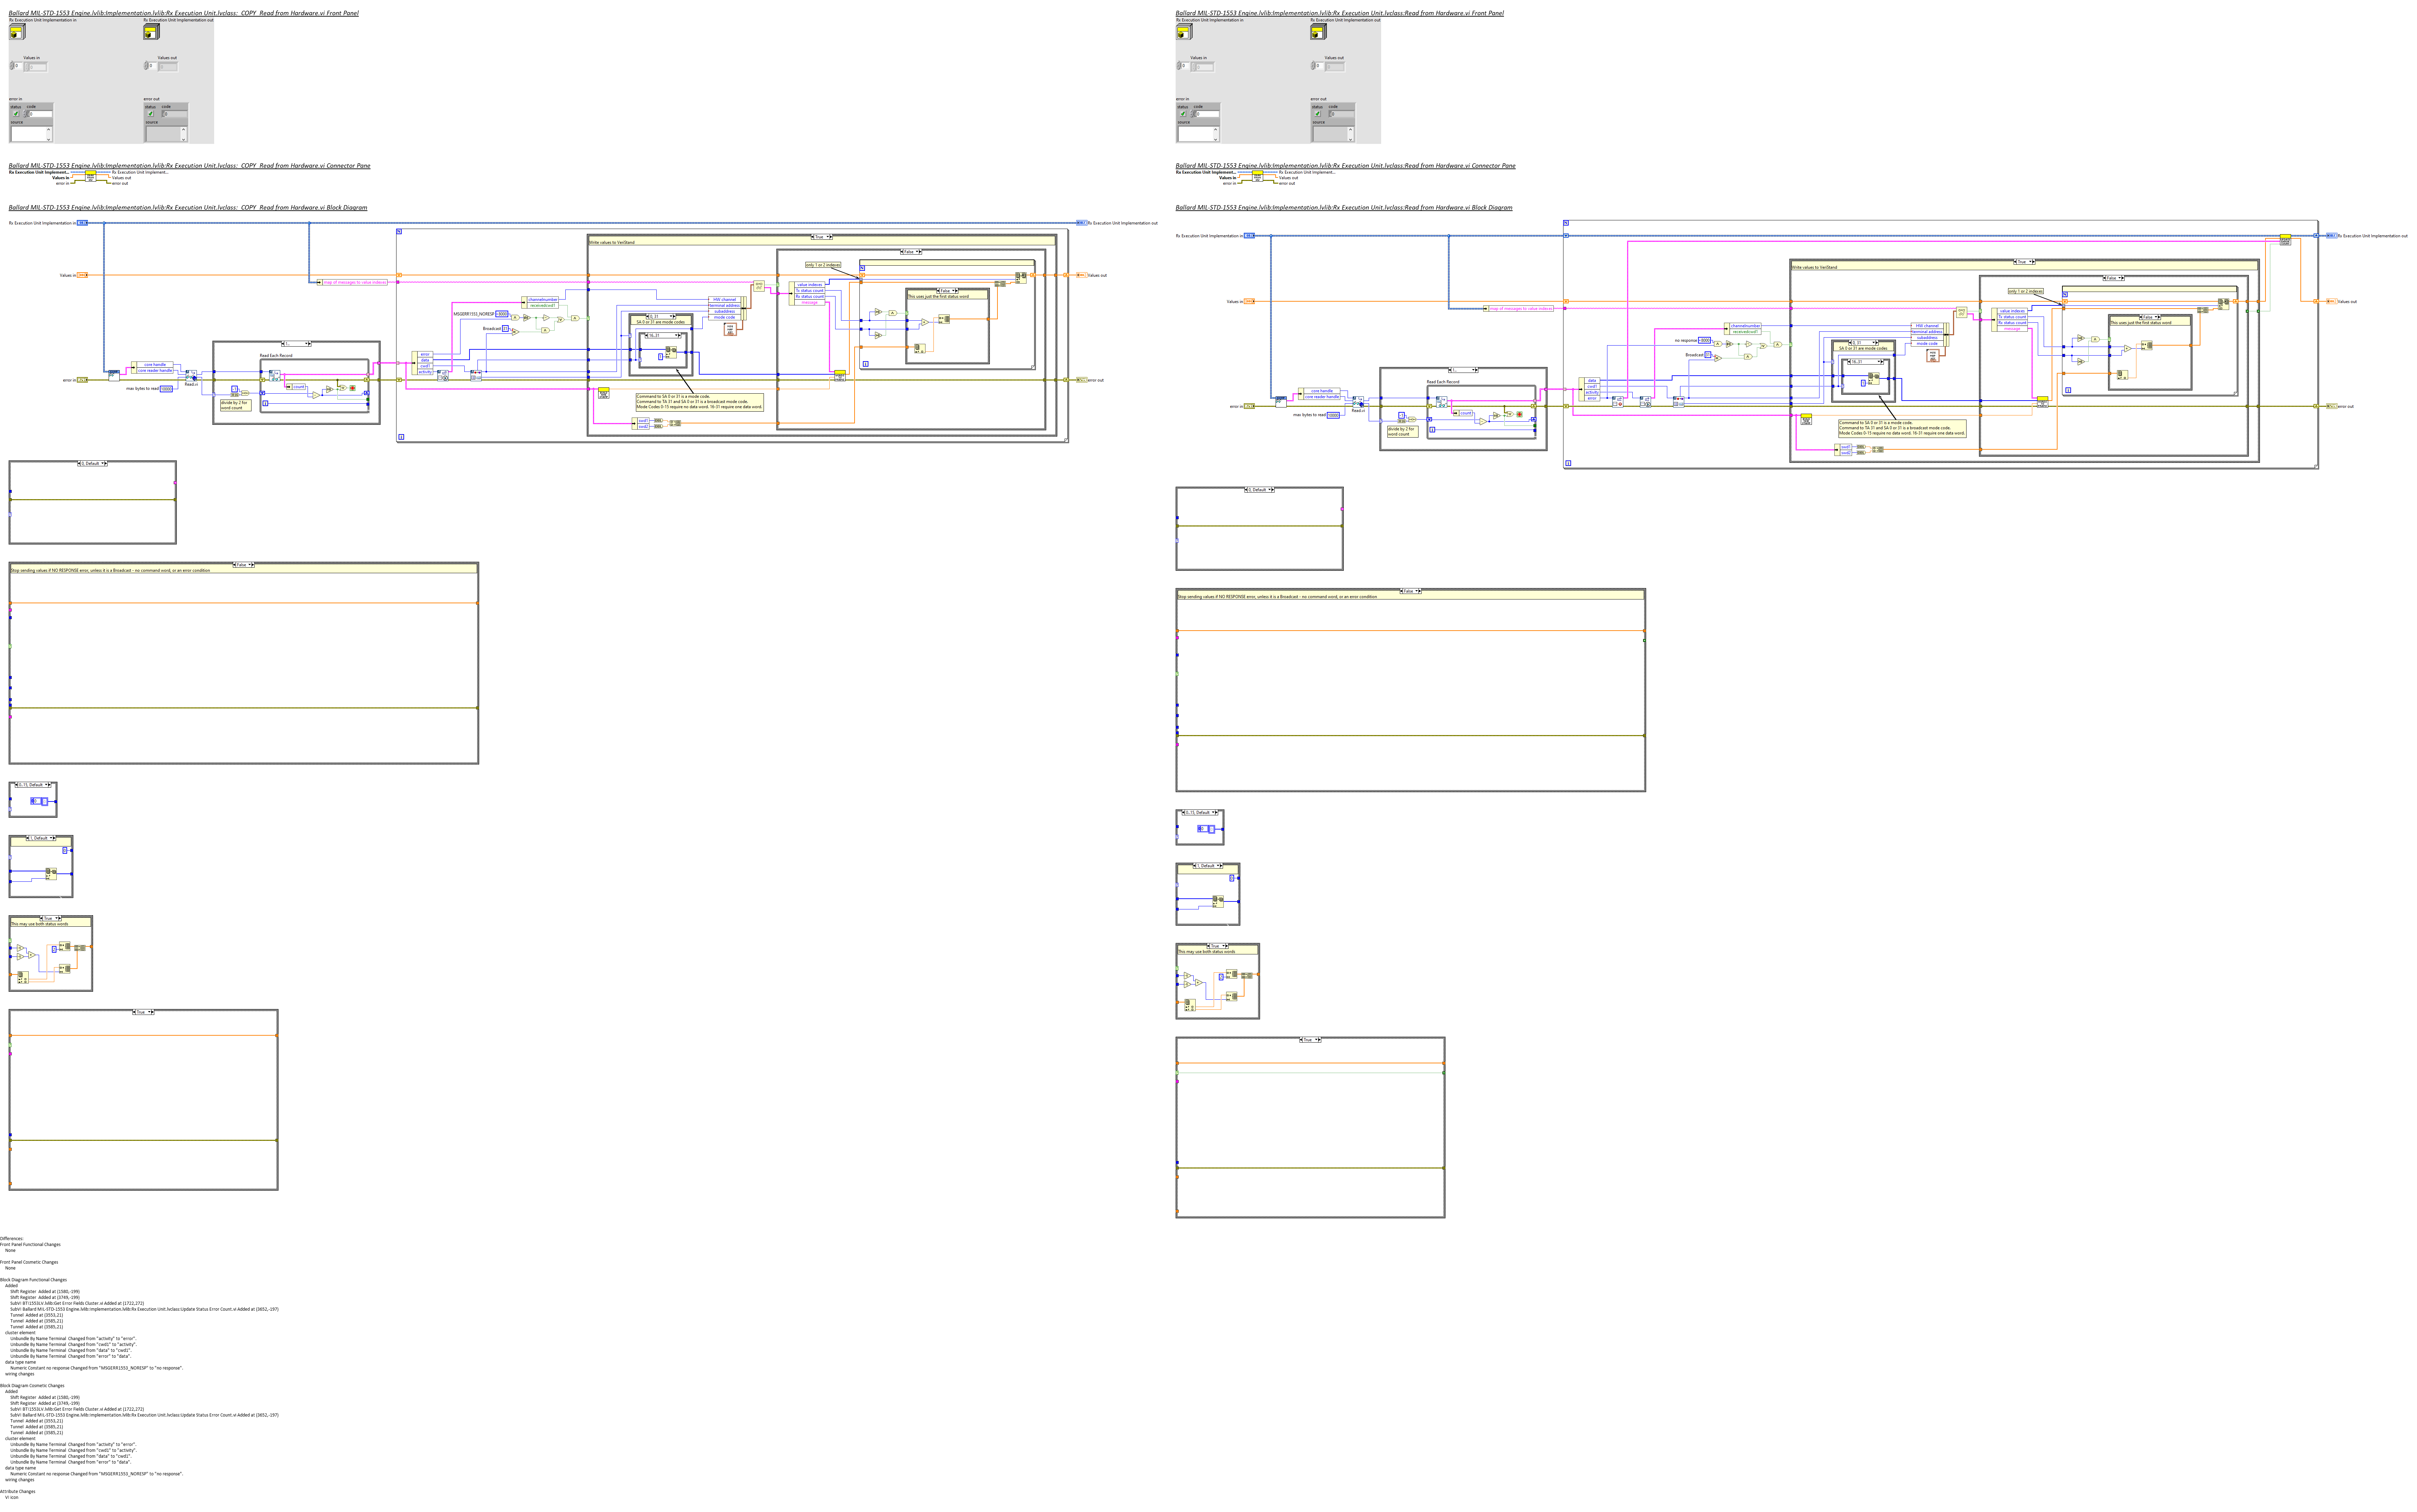 Ballard MIL-STD-1553 Engine.lvlib:Implementation.lvlib:Rx Execution Unit.lvclass:_COPY_Read from Hardware.vi Front Panel
Rx Execution Unit Implementation in
Rx Execution Unit Implementation out
Values in
Values out
0
0
error in
error out
status
code
status
code
0
0
source
source
Ballard MIL-STD-1553 Engine.lvlib:Implementation.lvlib:Rx Execution Unit.lvclass:_COPY_Read from Hardware.vi Connector Pane
Rx Execution Unit Implement...
Rx Execution Unit Implement...
Values in
Values out
error in
error out
Ballard MIL-STD-1553 Engine.lvlib:Implementation.lvlib:Rx Execution Unit.lvclass:_COPY_Read from Hardware.vi Block Diagram
Rx Execution Unit Implementation in
Rx Execution Unit Implementation out
True
Write values to VeriStand
False
only 1 or 2 indexes
Values in
Values out
map of messages to value indexes
value indexes
Tx status count
Rx status count
message
False
This uses just the first status word
channelnumber
receivedcwd1
HW channel
terminal address
subaddress
mode code
MSGERR1553_NORESP
Broadcast
31
0, 31
SA 0 or 31 are mode codes
16..31
1..
Read Each Record
error
data
cwd1
activity
core handle
core reader handle
Read.vi
max bytes to read
count
divide by 2 for
word count
error in
error out
Command to SA 0 or 31 is a mode code.
Command to TA 31 and SA 0 or 31 is a broadcast mode code.
Mode Codes 0-15 require no data word. 16-31 require one data word.
swd1
swd2
0, Default
False
Stop sending values if NO RESPONSE error, unless it is a Broadcast - no command word, or an error condition
0..15, Default
1, Default
True
This may use both status words
True
Differences:
Front Panel Functional Changes
None
Front Panel Cosmetic Changes
None
Block Diagram Functional Changes
Added
Shift Register Added at (1580,-199)
Shift Register Added at (3749,-199)
SubVI BTI1553LV.lvlib:Get Error Fields Cluster.vi Added at (1722,272)
SubVI Ballard MIL-STD-1553 Engine.lvlib:Implementation.lvlib:Rx Execution Unit.lvclass:Update Status Error Count.vi Added at (3652,-197)
Tunnel Added at (3553,21)
Tunnel Added at (3585,21)
Tunnel Added at (3585,21)
cluster element
Unbundle By Name Terminal Changed from "activity" to "error".
Unbundle By Name Terminal Changed from "cwd1" to "activity".
Unbundle By Name Terminal Changed from "data" to "cwd1".
Unbundle By Name Terminal Changed from "error" to "data".
data type name
Numeric Constant no response Changed from "MSGERR1553_NORESP" to "no response".
wiring changes
Block Diagram Cosmetic Changes
Added
Shift Register Added at (1580,-199)
Shift Register Added at (3749,-199)
SubVI BTI1553LV.lvlib:Get Error Fields Cluster.vi Added at (1722,272)
SubVI Ballard MIL-STD-1553 Engine.lvlib:Implementation.lvlib:Rx Execution Unit.lvclass:Update Status Error Count.vi Added at (3652,-197)
Tunnel Added at (3553,21)
Tunnel Added at (3585,21)
Tunnel Added at (3585,21)
cluster element
Unbundle By Name Terminal Changed from "activity" to "error".
Unbundle By Name Terminal Changed from "cwd1" to "activity".
Unbundle By Name Terminal Changed from "data" to "cwd1".
Unbundle By Name Terminal Changed from "error" to "data".
data type name
Numeric Constant no response Changed from "MSGERR1553_NORESP" to "no response".
wiring changes
Attribute Changes
VI icon
Ballard MIL-STD-1553 Engine.lvlib:Implementation.lvlib:Rx Execution Unit.lvclass:Read from Hardware.vi Front Panel
Rx Execution Unit Implementation in
Rx Execution Unit Implementation out
Values in
Values out
0
0
error in
error out
status
code
status
code
0
0
source
source
Ballard MIL-STD-1553 Engine.lvlib:Implementation.lvlib:Rx Execution Unit.lvclass:Read from Hardware.vi Connector Pane
Rx Execution Unit Implement...
Rx Execution Unit Implement...
Values in
Values out
error in
error out
Ballard MIL-STD-1553 Engine.lvlib:Implementation.lvlib:Rx Execution Unit.lvclass:Read from Hardware.vi Block Diagram
Rx Execution Unit Implementation in
Rx Execution Unit Implementation out
True
Write values to VeriStand
False
only 1 or 2 indexes
Values in
Values out
map of messages to value indexes
value indexes
Tx status count
Rx status count
message
False
This uses just the first status word
channelnumber
receivedcwd1
HW channel
terminal address
subaddress
mode code
no response
Broadcast
31
0, 31
SA 0 or 31 are mode codes
16..31
1..
Read Each Record
data
cwd1
activity
error
core handle
core reader handle
Read.vi
max bytes to read
count
divide by 2 for
word count
error in
error out
Command to SA 0 or 31 is a mode code.
Command to TA 31 and SA 0 or 31 is a broadcast mode code.
Mode Codes 0-15 require no data word. 16-31 require one data word.
swd1
swd2
0, Default
False
Stop sending values if NO RESPONSE error, unless it is a Broadcast - no command word, or an error condition
0..15, Default
1, Default
True
This may use both status words
True